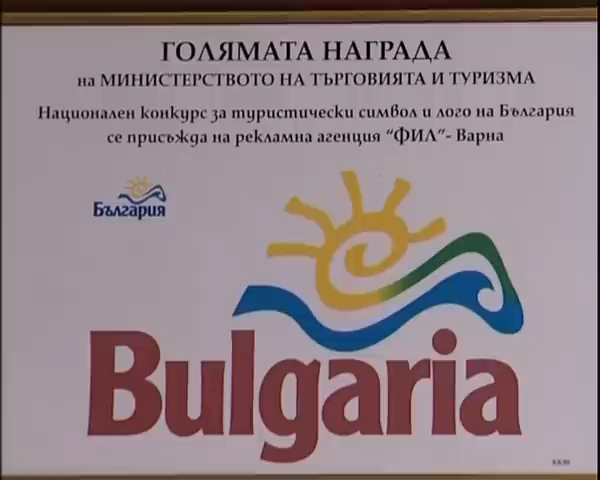 ГОЛЯМАТА НАГРАДА
на МИНИСТЕРСТВОТО НА ТЪРГОВИЯТА И ТУРИЗМА
Национален конкурс за туристически символ и лого на България
се присъжда на рекламна агенция “ФИЛ”- Варна
България
Bulgaria